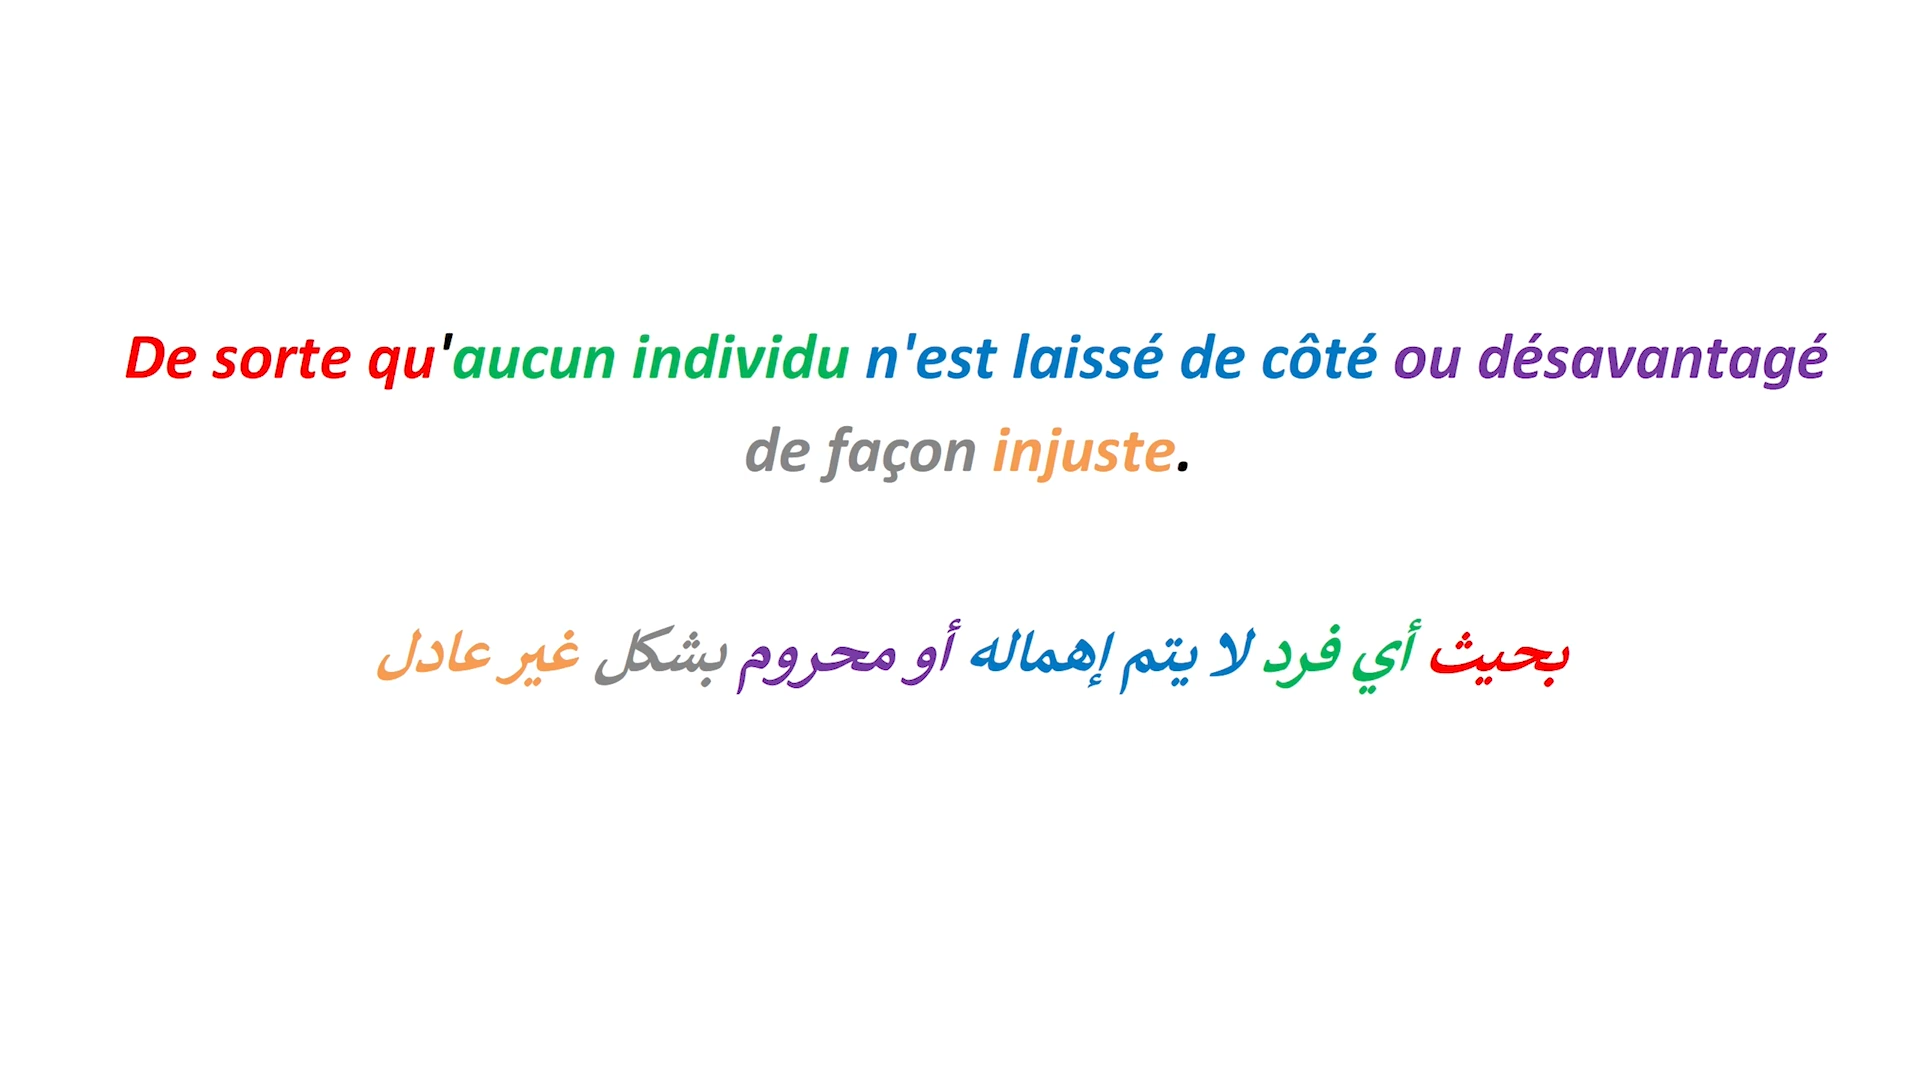 De sorte qu'aucun individu n'est laissé de côté ou désavantagé
de façon injuste.
بحيث أي فرد لا يتم إهماله أو محروم بشكل غير عادل